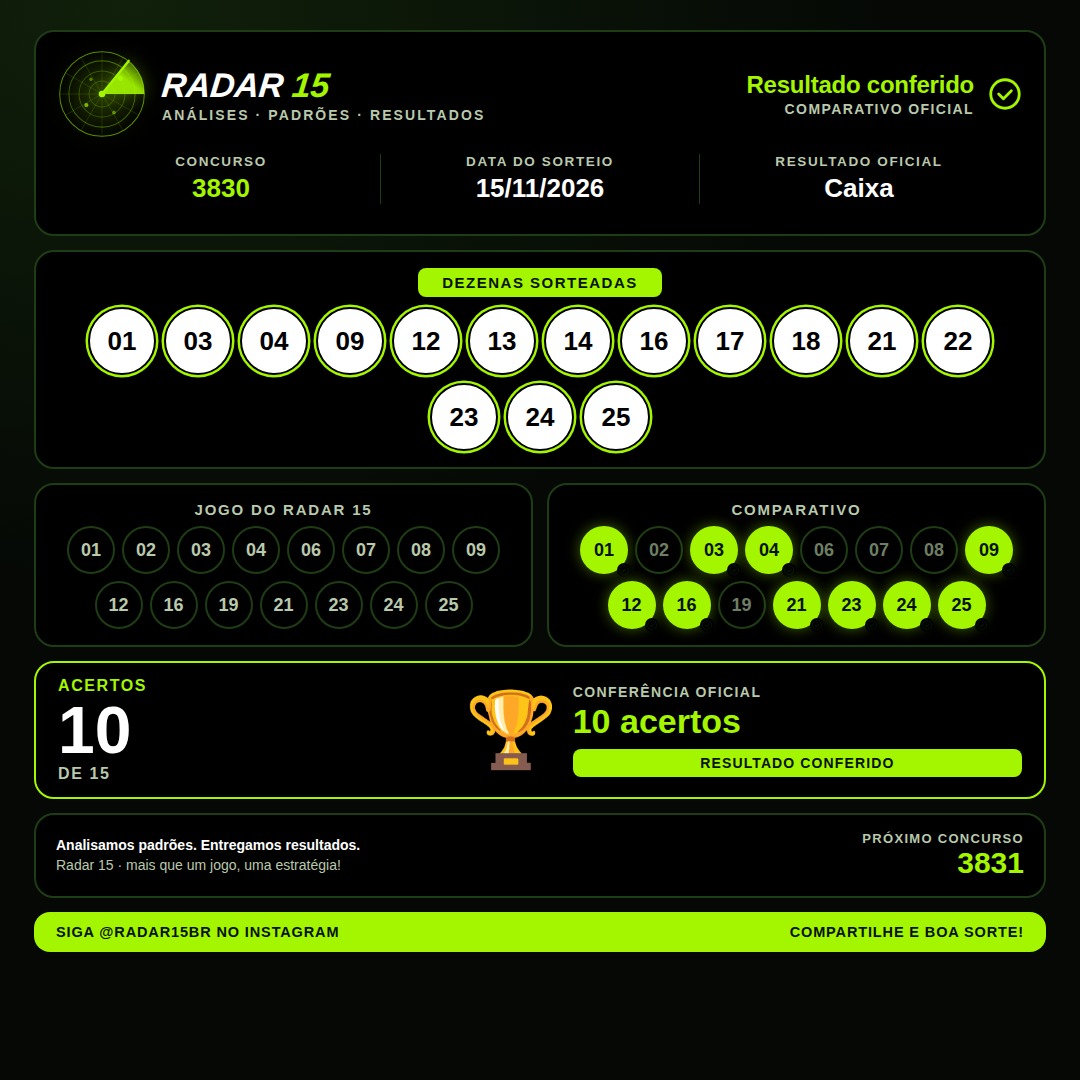 RADAR 15
ANÁLISES · PADRÕES · RESULTADOS
Resultado conferido
COMPARATIVO OFICIAL
CONCURSO
3830
DATA DO SORTEIO
15/11/2026
RESULTADO OFICIAL
Caixa
DEZENAS SORTEADAS
01 03 04 09 12 13 14 16 17 18 21 22
23 24 25
JOGO DO RADAR 15
01 02 03 04 06 07 08 09
12 16 19 21 23 24 25
COMPARATIVO
01 02 03 04 06 07 08 09
12 16 19 21 23 24 25
ACERTOS
10
DE 15
CONFERÊNCIA OFICIAL
10 acertos
RESULTADO CONFERIDO
Analisamos padrões. Entregamos resultados.
Radar 15 · mais que um jogo, uma estratégia!
PRÓXIMO CONCURSO
3831
SIGA @RADAR15BR NO INSTAGRAM
COMPARTILHE E BOA SORTE!